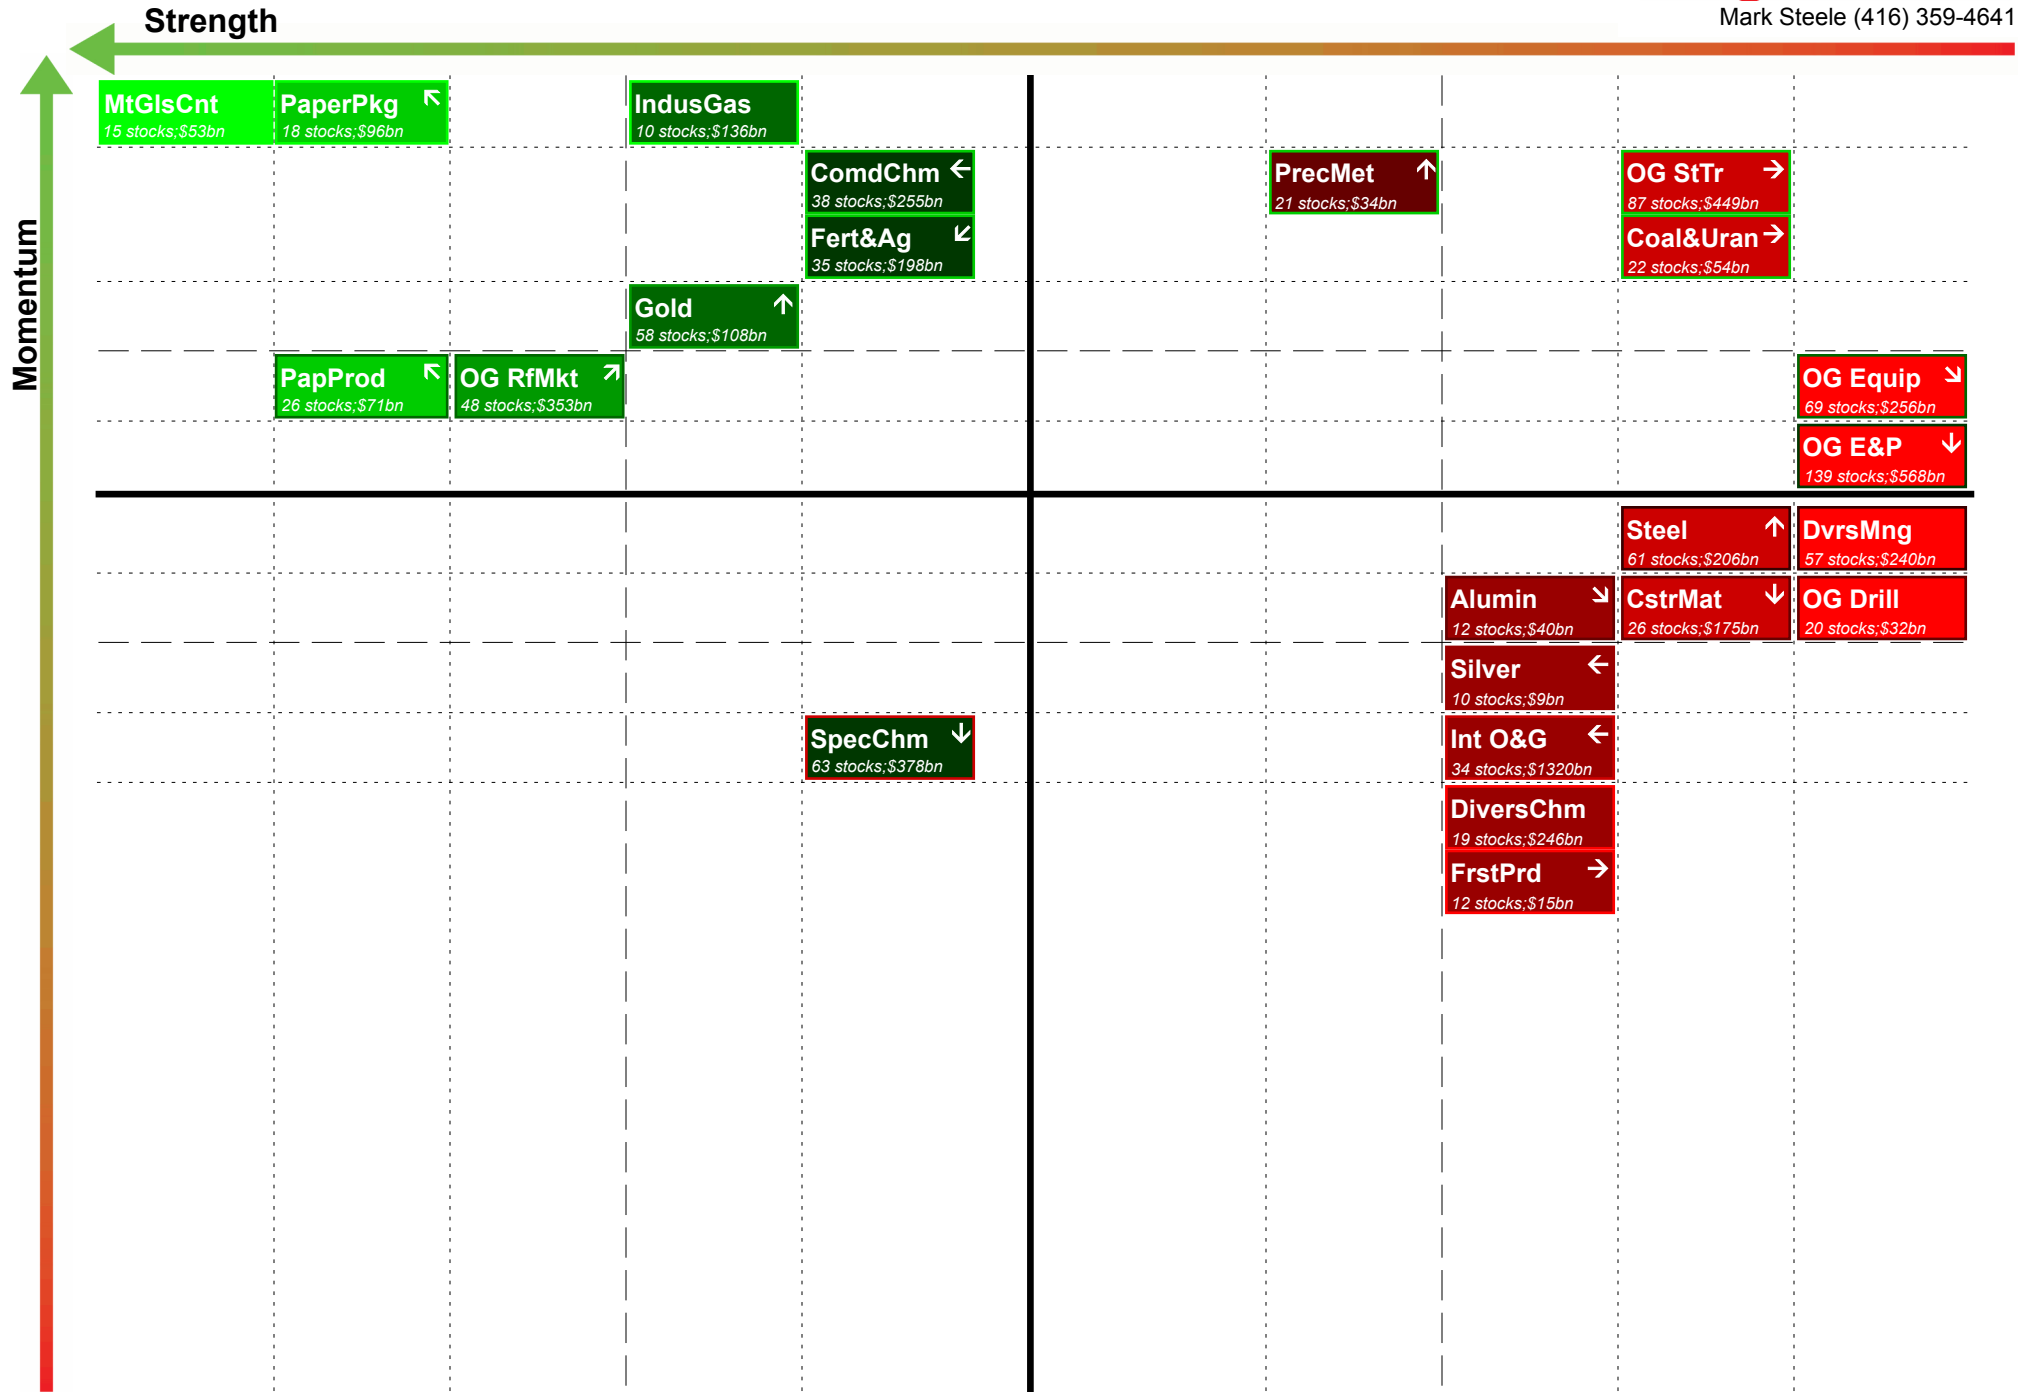 Strength
Mark Steele (416) 359-4641
Momentum
MtGlsCnt
15 stocks;$53bn
PaperPkg
18 stocks;$96bn
IndusGas
10 stocks;$136bn
ComdChm
38 stocks;$255bn
PrecMet
21 stocks;$34bn
OG StTr
87 stocks;$449bn
Fert&Ag
35 stocks;$198bn
Coal&Uran
22 stocks;$54bn
Gold
58 stocks;$108bn
PapProd
26 stocks;$71bn
OG RfMkt
48 stocks;$353bn
OG Equip
69 stocks;$256bn
OG E&P
139 stocks;$568bn
Steel
61 stocks;$206bn
DvrsMng
57 stocks;$240bn
Alumin
12 stocks;$40bn
CstrMat
26 stocks;$175bn
OG Drill
20 stocks;$32bn
Silver
10 stocks;$9bn
SpecChm
63 stocks;$378bn
Int O&G
34 stocks;$1320bn
DiversChm
19 stocks;$246bn
FrstPrd
12 stocks;$15bn